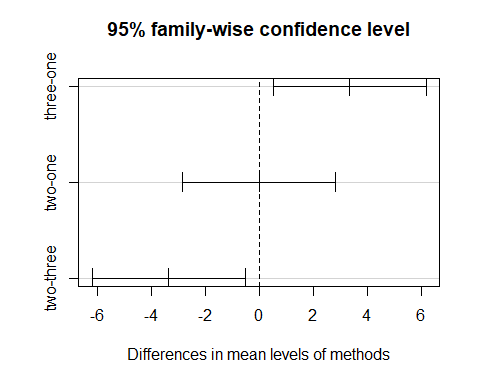 95% family-wise confidence level
three-one
two-one
two-three
-6 -4 -2 0 2 4 6
Differences in mean levels of methods